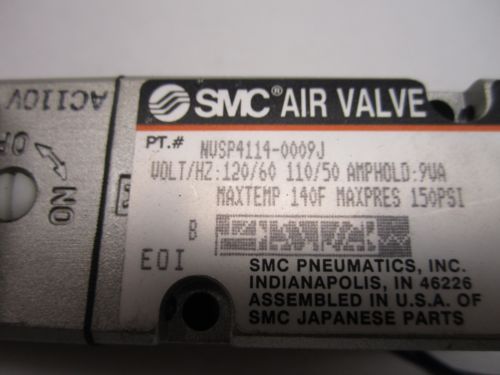 SMC® AIR VALVE
PT.# NVSP4114-0009J
VOLT/HZ:120/60 110/50 AMPHOLD:9VA
MAXTEMP 140F MAXPRES 150PSI
B
EOI
SMC PNEUMATICS, INC.
INDIANAPOLIS, IN 46226
ASSEMBLED IN U.S.A. OF
SMC JAPANESE PARTS
AC110V
NO